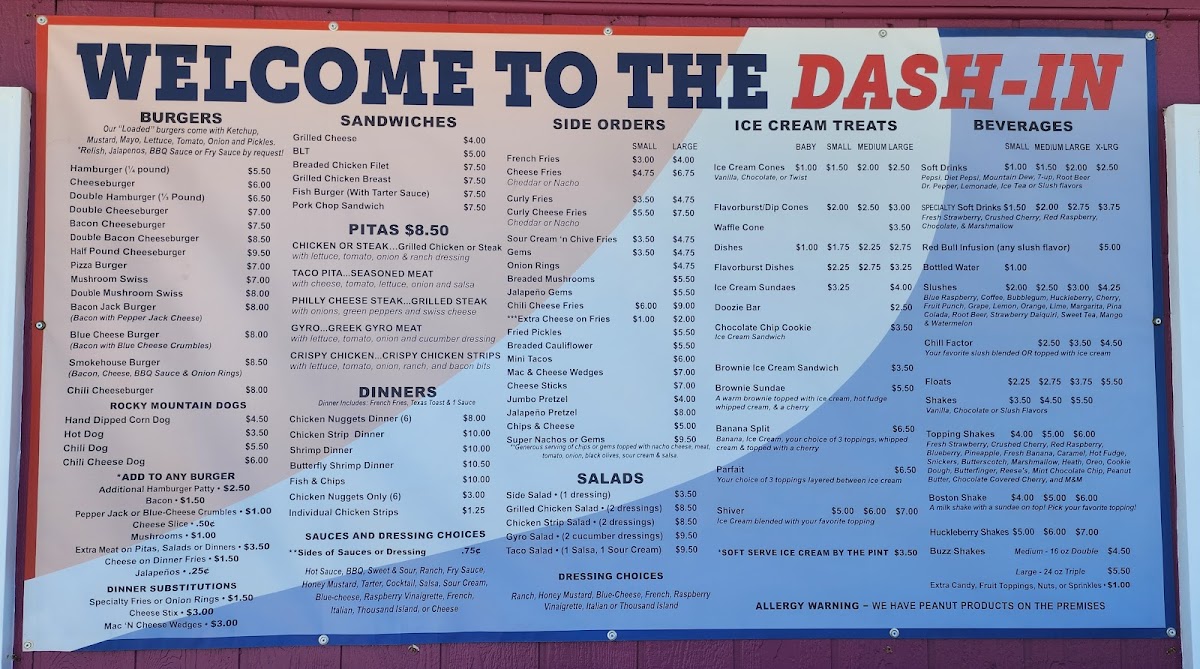 WELCOME TO THE DASH-IN
BURGERS
Our "Loaded" burgers come with Ketchup,
Mustard, Mayo, Lettuce, Tomato, Onion and Pickles.
*Relish, Jalapenos, BBQ Sauce or Fry Sauce by request!
Hamburger (¼ pound) $5.50
Cheeseburger $6.00
Double Hamburger (½ Pound) $6.50
Double Cheeseburger $7.00
Bacon Cheeseburger $7.50
Double Bacon Cheeseburger $8.50
Half Pound Cheeseburger $9.50
Pizza Burger $7.00
Mushroom Swiss $7.00
Double Mushroom Swiss $8.00
Bacon Jack Burger $8.00
(Bacon with Pepper Jack Cheese)
Blue Cheese Burger $8.00
(Bacon with Blue Cheese Crumbles)
Smokehouse Burger $8.50
(Bacon, Cheese, BBQ Sauce & Onion Rings)
Chili Cheeseburger $8.00
ROCKY MOUNTAIN DOGS
Hand Dipped Corn Dog $4.50
Hot Dog $3.50
Chili Dog $5.50
Chili Cheese Dog $6.00
*ADD TO ANY BURGER
Additional Hamburger Patty • $2.50
Bacon • $1.50
Pepper Jack or Blue-Cheese Crumbles • $1.00
Cheese Slice • .50¢
Mushrooms • $1.00
Extra Meat on Pitas, Salads or Dinners • $3.50
Cheese on Dinner Fries • $1.50
Jalapeños • .25¢
DINNER SUBSTITUTIONS
Specialty Fries or Onion Rings • $1.50
Cheese Stix • $3.00
Mac 'N Cheese Wedges • $3.00
SANDWICHES
Grilled Cheese $4.00
BLT $5.00
Breaded Chicken Filet $7.50
Grilled Chicken Breast $7.50
Fish Burger (With Tarter Sauce) $7.50
Pork Chop Sandwich $7.50
PITAS $8.50
CHICKEN OR STEAK...Grilled Chicken or Steak
with lettuce, tomato, onion & ranch dressing
TACO PITA...SEASONED MEAT
with cheese, tomato, lettuce, onion and salsa
PHILLY CHEESE STEAK...GRILLED STEAK
with onions, green peppers and swiss cheese
GYRO...GREEK GYRO MEAT
with lettuce, tomato, onion and cucumber dressing
CRISPY CHICKEN...CRISPY CHICKEN STRIPS
with lettuce, tomato, onion, ranch, and bacon bits
DINNERS
Dinner Includes: French Fries, Texas Toast & 1 Sauce
Chicken Nuggets Dinner (6) $8.00
Chicken Strip Dinner $10.00
Shrimp Dinner $10.00
Butterfly Shrimp Dinner $10.50
Fish & Chips $10.00
Chicken Nuggets Only (6) $3.00
Individual Chicken Strips $1.25
SAUCES AND DRESSING CHOICES
**Sides of Sauces or Dressing .75¢
Hot Sauce, BBQ, Sweet & Sour, Ranch, Fry Sauce,
Honey Mustard, Tarter, Cocktail, Salsa, Sour Cream,
Blue-cheese, Raspberry Vinaigrette, French,
Italian, Thousand Island, or Cheese
SIDE ORDERS
SMALL LARGE
French Fries $3.00 $4.00
Cheese Fries $4.75 $6.75
Cheddar or Nacho
Curly Fries $3.50 $4.75
Curly Cheese Fries $5.50 $7.50
Cheddar or Nacho
Sour Cream 'n Chive Fries $3.50 $4.75
Gems $3.50 $4.75
Onion Rings $4.75
Breaded Mushrooms $5.50
Jalapeño Gems $5.50
Chili Cheese Fries $6.00 $9.00
***Extra Cheese on Fries $1.00 $2.00
Fried Pickles $5.50
Breaded Cauliflower $5.50
Mini Tacos $6.00
Mac & Cheese Wedges $7.00
Cheese Sticks $7.00
Jumbo Pretzel $4.00
Jalapeño Pretzel $8.00
Chips & Cheese $5.00
Super Nachos or Gems $9.50
**Generous serving of chips or gems topped with nacho cheese, meat,
tomato, onion, black olives, sour cream & salsa.
SALADS
Side Salad • (1 dressing) $3.50
Grilled Chicken Salad • (2 dressings) $8.50
Chicken Strip Salad • (2 dressings) $8.50
Gyro Salad • (2 cucumber dressings) $9.50
Taco Salad • (1 Salsa, 1 Sour Cream) $9.50
DRESSING CHOICES
Ranch, Honey Mustard, Blue-Cheese, French, Raspberry
Vinaigrette, Italian or Thousand Island
ICE CREAM TREATS
BABY SMALL MEDIUM LARGE
Ice Cream Cones $1.00 $1.50 $2.00 $2.50
Vanilla, Chocolate, or Twist
Flavorburst/Dip Cones $2.00 $2.50 $3.00
Waffle Cone $3.50
Dishes $1.00 $1.75 $2.25 $2.75
Flavorburst Dishes $2.25 $2.75 $3.25
Ice Cream Sundaes $3.25 $4.00
Doozie Bar $2.50
Chocolate Chip Cookie $3.50
Ice Cream Sandwich
Brownie Ice Cream Sandwich $3.50
Brownie Sundae $5.50
A warm brownie topped with ice cream, hot fudge
whipped cream, & a cherry
Banana Split $6.50
Banana, Ice Cream, your choice of 3 toppings, whipped
cream & topped with a cherry
Parfait $6.50
Your choice of 3 toppings layered between ice cream
Shiver $5.00 $6.00 $7.00
Ice Cream blended with your favorite topping
*SOFT SERVE ICE CREAM BY THE PINT $3.50
BEVERAGES
SMALL MEDIUM LARGE X-LRG
Soft Drinks $1.00 $1.50 $2.00 $2.50
Pepsi, Diet Pepsi, Mountain Dew, 7-up, Root Beer
Dr. Pepper, Lemonade, Ice Tea or Slush flavors
SPECIALTY Soft Drinks $1.50 $2.00 $2.75 $3.75
Fresh Strawberry, Crushed Cherry, Red Raspberry,
Chocolate, & Marshmallow
Red Bull Infusion (any slush flavor) $5.00
Bottled Water $1.00
Slushes $2.00 $2.50 $3.00 $4.25
Blue Raspberry, Coffee, Bubblegum, Huckleberry, Cherry,
Fruit Punch, Grape, Lemon, Orange, Lime, Margarita, Pina
Colada, Root Beer, Strawberry Daiquiri, Sweet Tea, Mango
& Watermelon
Chill Factor $2.50 $3.50 $4.50
Your favorite slush blended OR topped with ice cream
Floats $2.25 $2.75 $3.75 $5.50
Shakes $3.50 $4.50 $5.50
Vanilla, Chocolate or Slush Flavors
Topping Shakes $4.00 $5.00 $6.00
Fresh Strawberry, Crushed Cherry, Red Raspberry,
Blueberry, Pineapple, Fresh Banana, Caramel, Hot Fudge,
Snickers, Butterscotch, Marshmallow, Heath, Oreo, Cookie
Dough, Butterfinger, Reese's, Mint Chocolate Chip, Peanut
Butter, Chocolate Covered Cherry, and M&M
Boston Shake $4.00 $5.00 $6.00
A milk shake with a sundae on top! Pick your favorite topping!
Huckleberry Shakes $5.00 $6.00 $7.00
Buzz Shakes Medium - 16 oz Double $4.50
Large - 24 oz Triple $5.50
Extra Candy, Fruit Toppings, Nuts, or Sprinkles • $1.00
ALLERGY WARNING – WE HAVE PEANUT PRODUCTS ON THE PREMISES